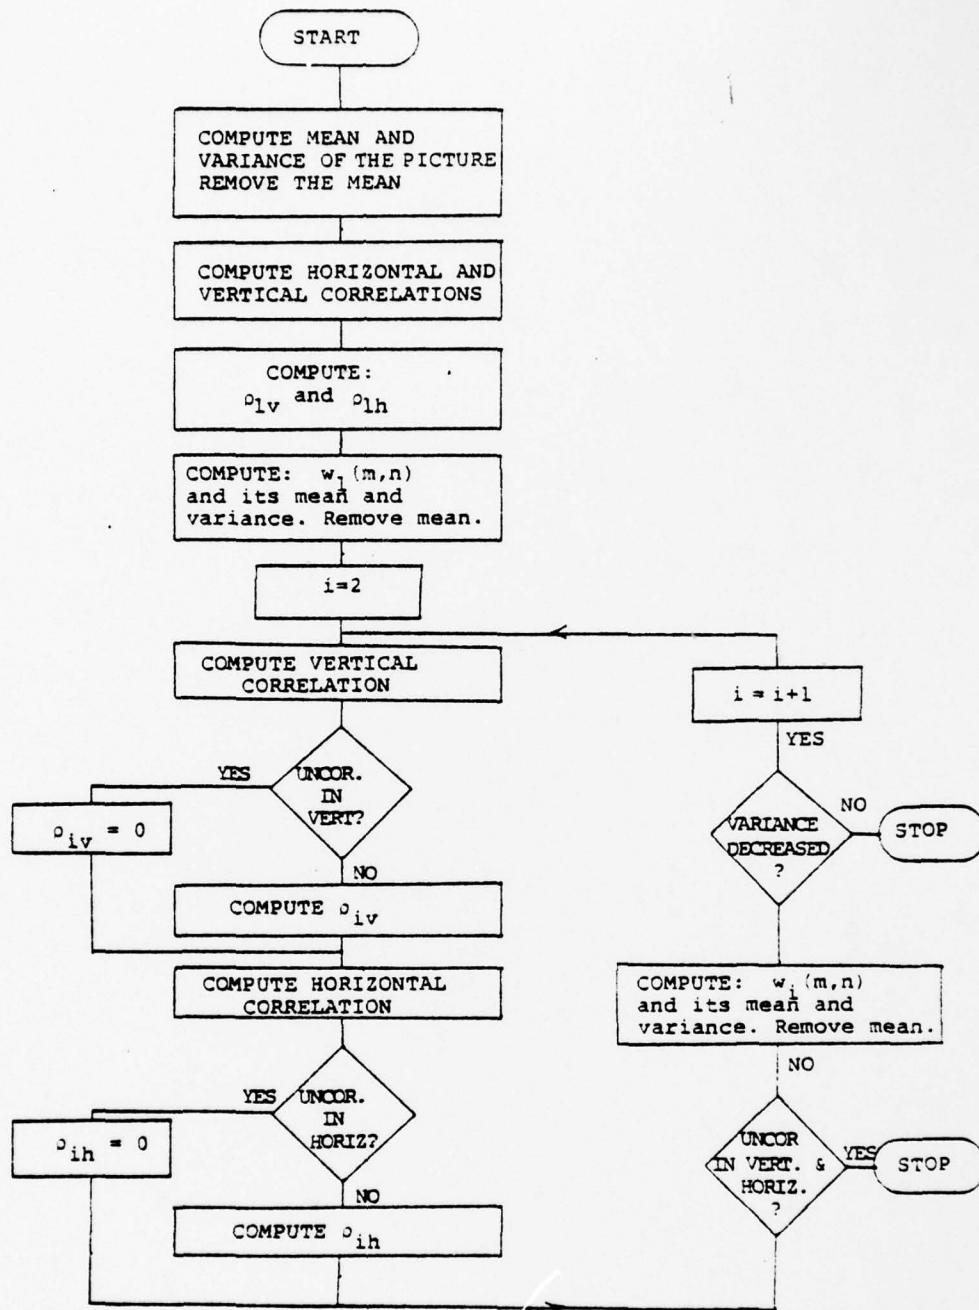 START
COMPUTE MEAN AND
VARIANCE OF THE PICTURE
REMOVE THE MEAN
COMPUTE HORIZONTAL AND
VERTICAL CORRELATIONS
COMPUTE:
ρ1v and ρ1h
COMPUTE: w1(m,n)
and its mean and
variance. Remove mean.
i=2
COMPUTE VERTICAL
CORRELATION
UNCOR.
IN
VERT?
YES
ρiv = 0
NO
COMPUTE ρiv
COMPUTE HORIZONTAL
CORRELATION
UNCOR.
IN
HORIZ?
YES
ρih = 0
NO
COMPUTE ρih
UNCOR
IN VERT. &
HORIZ.
?
YES
STOP
NO
COMPUTE: wi(m,n)
and its mean and
variance. Remove mean.
VARIANCE
DECREASED
?
NO
STOP
YES
i = i+1